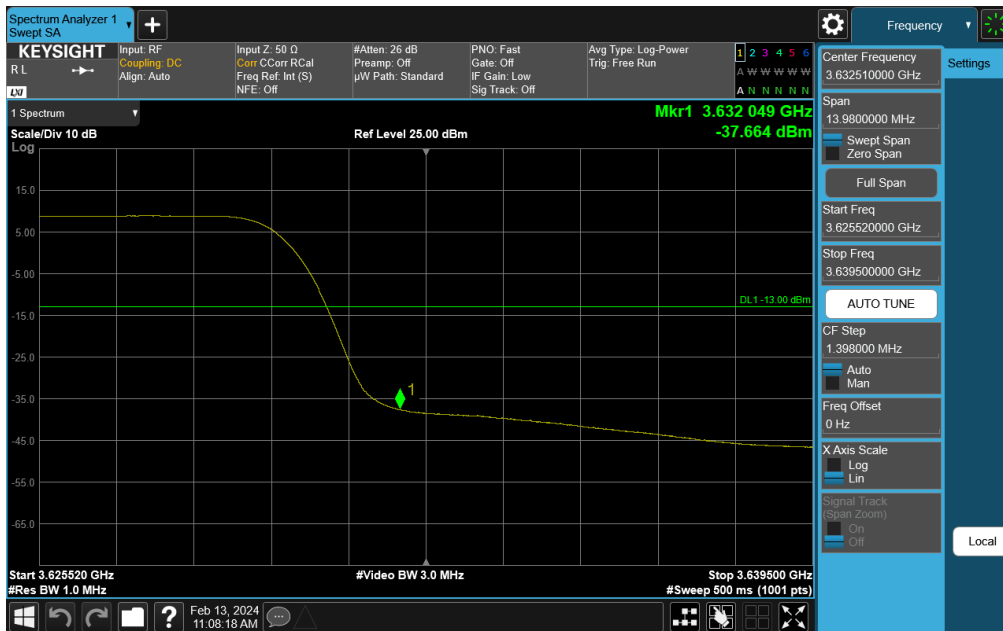 Spectrum Analyzer 1
Swept SA
Frequency
KEYSIGHT
R L
LXI
Input: RF
Coupling: DC
Align: Auto
Input Z: 50 Ω
Corr CCorr RCal
Freq Ref: Int (S)
NFE: Off
#Atten: 26 dB
Preamp: Off
µW Path: Standard
PNO: Fast
Gate: Off
IF Gain: Low
Sig Track: Off
Avg Type: Log-Power
Trig: Free Run
1 2 3 4 5 6
A W W W W W
A N N N N N
1 Spectrum
Scale/Div 10 dB
Log
Ref Level 25.00 dBm
Mkr1 3.632 049 GHz
-37.664 dBm
15.0
5.00
-5.00
-15.0
-25.0
-35.0
-45.0
-55.0
-65.0
DL1 -13.00 dBm
1
Start 3.625520 GHz
#Res BW 1.0 MHz
#Video BW 3.0 MHz
Stop 3.639500 GHz
#Sweep 500 ms (1001 pts)
Feb 13, 2024
11:08:18 AM
Center Frequency
3.632510000 GHz
Span
13.9800000 MHz
Swept Span
Zero Span
Full Span
Start Freq
3.625520000 GHz
Stop Freq
3.639500000 GHz
AUTO TUNE
CF Step
1.398000 MHz
Auto
Man
Freq Offset
0 Hz
X Axis Scale
Log
Lin
Signal Track
(Span Zoom)
On
Off
Settings
Local